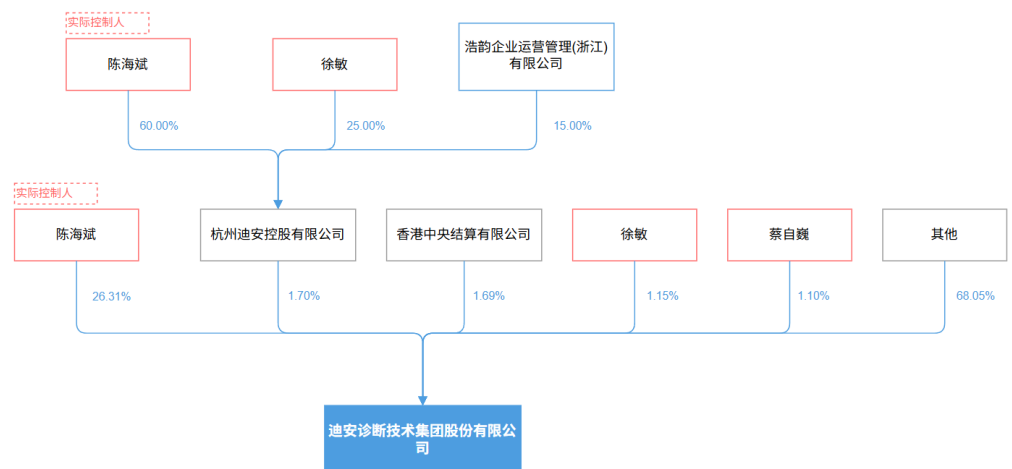 实际控制人
陈海斌
徐敏
浩韵企业运营管理(浙江)
有限公司
60.00%
25.00%
15.00%
实际控制人
陈海斌
杭州迪安控股有限公司
香港中央结算有限公司
徐敏
蔡自巍
其他
26.31%
1.70%
1.69%
1.15%
1.10%
68.05%
迪安诊断技术集团股份有限公
司